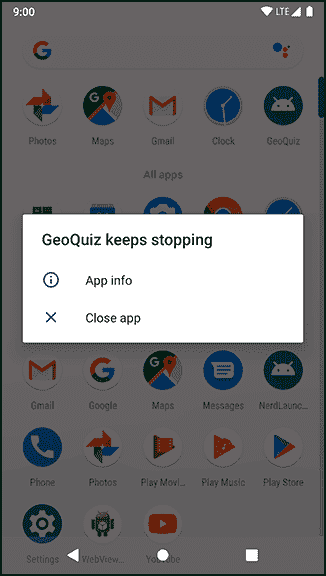 9:00 LTE
G
Photos Maps Gmail Clock GeoQuiz
All apps
GeoQuiz keeps stopping
App info
Close app
Gmail Google Maps Messages NerdLaunc...
Phone Photos Play Movi... Play Music Play Store
Settings WebView... YouTube